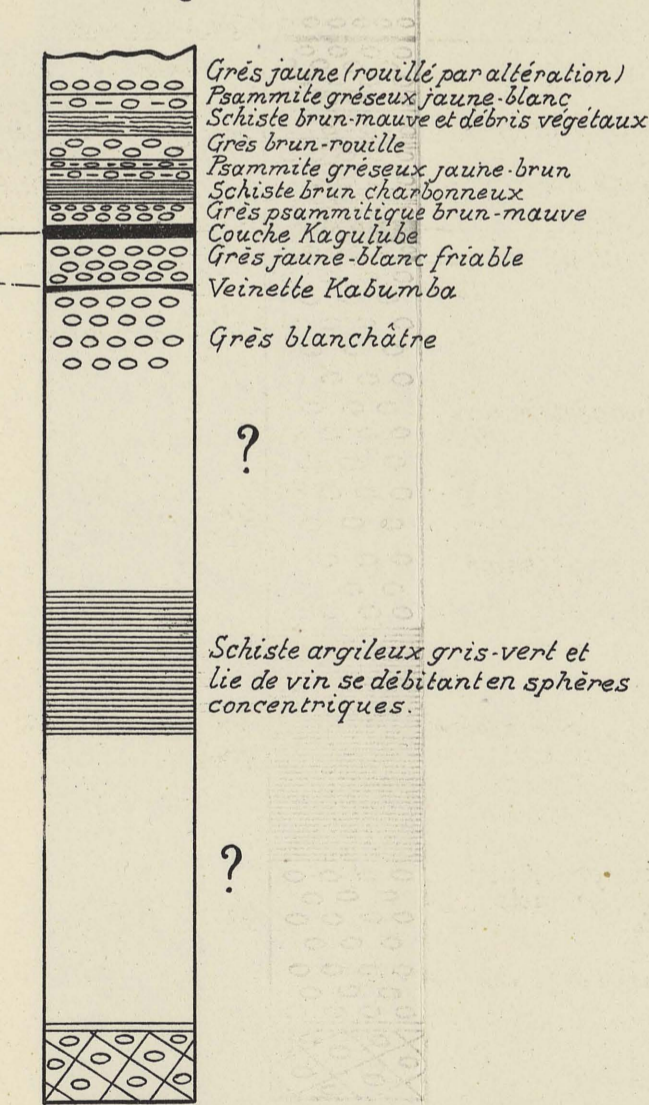 Grès jaune (rouillé par altération)
Psammite gréseux jaune-blanc
Schiste brun-mauve et débris végétaux
Grès brun-rouille
Psammite gréseux jaune-brun
Schiste brun charbonneux
Grès psammitique brun-mauve
Couche Kagulube
Grès jaune-blanc friable
Veinette Kabumba
Grès blanchâtre
?
Schiste argileux gris-vert et
lie de vin se débitant en sphères
concentriques.
?